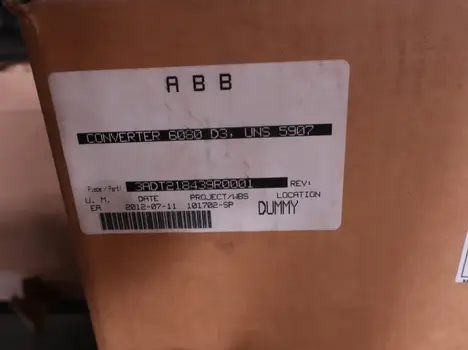 ABB
CONVERTER 6080 D3, UNS 5907
Piece/Part: 3ADT218439R0001 REV:
U. M. DATE PROJECT/WBS LOCATION
EA 2012-07-11 101702-SP DUMMY